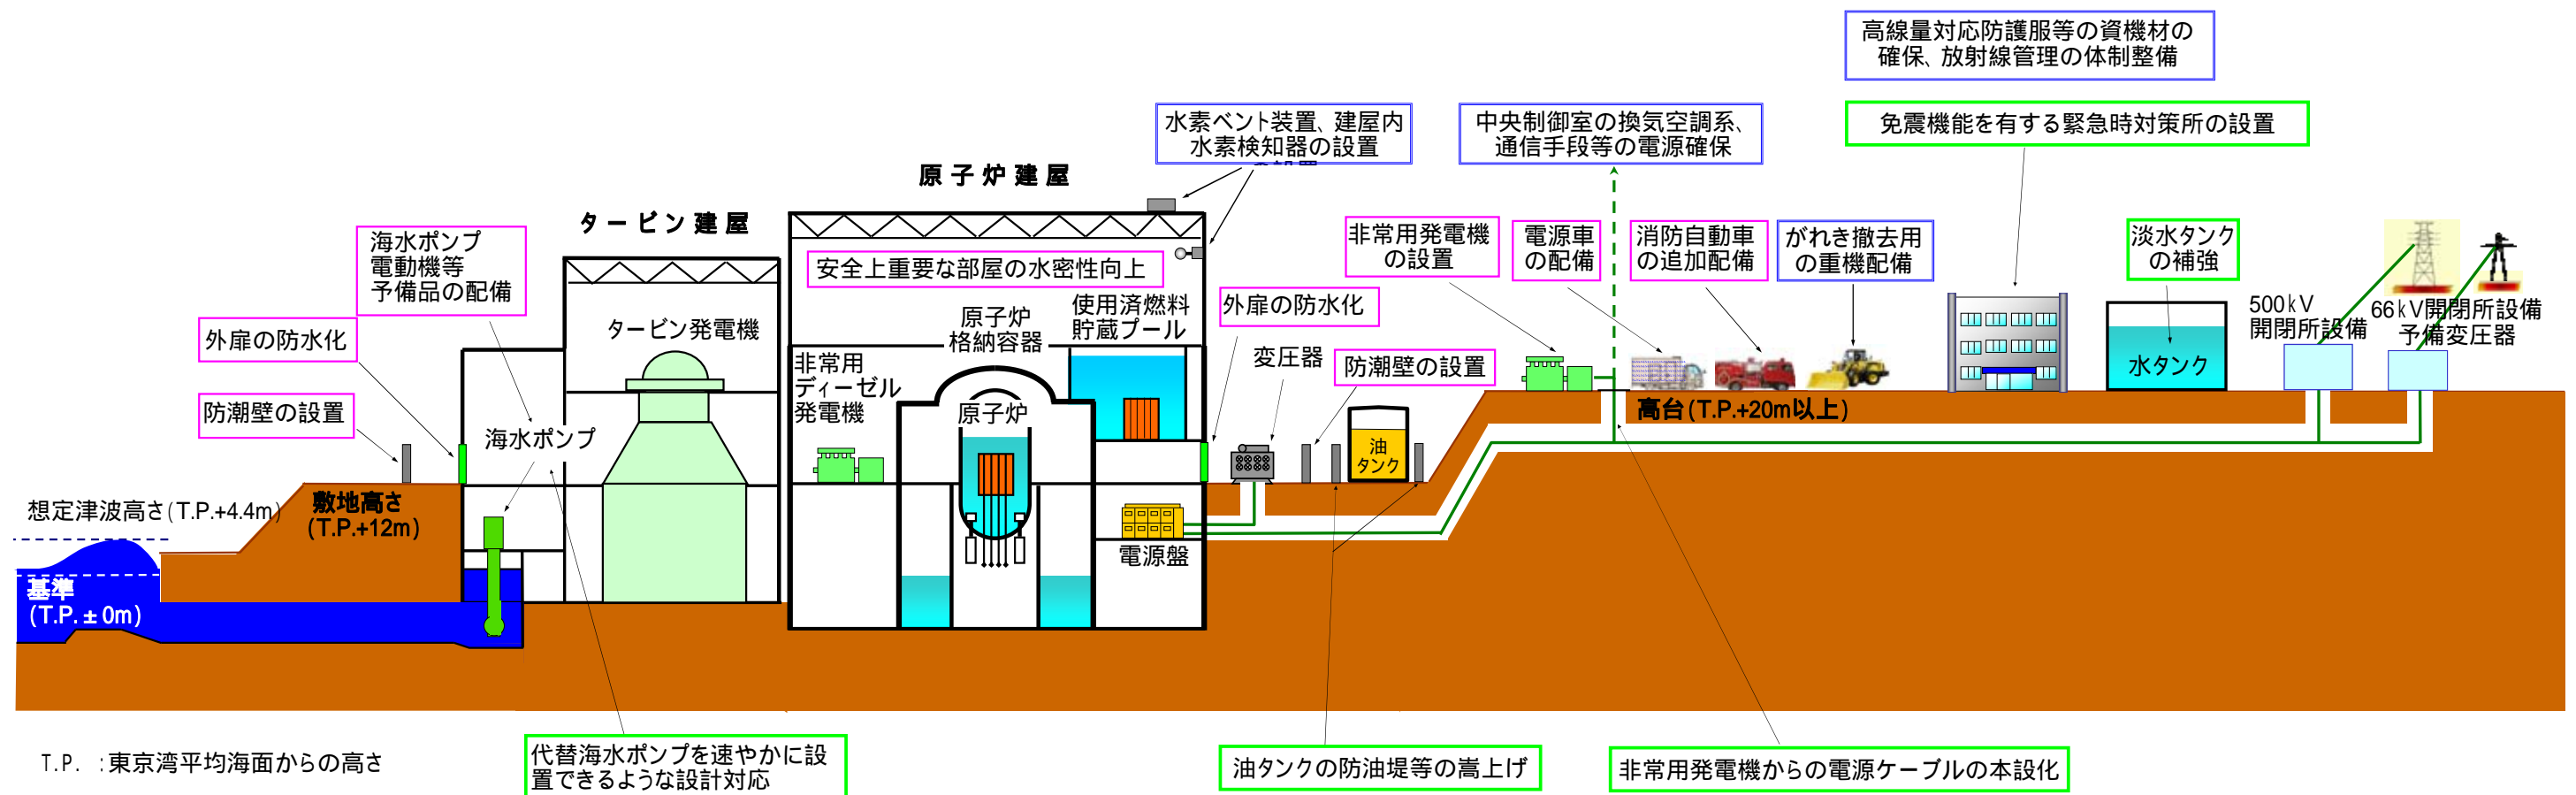 高線量対応防護服等の資機材の
確保、放射線管理の体制整備
免震機能を有する緊急時対策所の設置
水素ベント装置、建屋内
水素検知器の設置
中央制御室の換気空調系、
通信手段等の電源確保
原子炉建屋
タービン建屋
海水ポンプ
電動機等
予備品の配備
安全上重要な部屋の水密性向上
非常用発電機
の設置
電源車
の配備
消防自動車
の追加配備
がれき撤去用
の重機配備
淡水タンク
の補強
外扉の防水化
タービン発電機
原子炉
格納容器
使用済燃料
貯蔵プール
外扉の防水化
500kV
開閉所設備
66kV開閉所設備
予備変圧器
防潮壁の設置
海水ポンプ
非常用
ディーゼル
発電機
原子炉
変圧器
防潮壁の設置
油
タンク
水タンク
高台(T.P.+20m以上)
想定津波高さ(T.P.+4.4m)
敷地高さ
(T.P.+12m)
電源盤
基準
(T.P.±0m)
T.P. :東京湾平均海面からの高さ
代替海水ポンプを速やかに設
置できるような設計対応
油タンクの防油堤等の嵩上げ
非常用発電機からの電源ケーブルの本設化